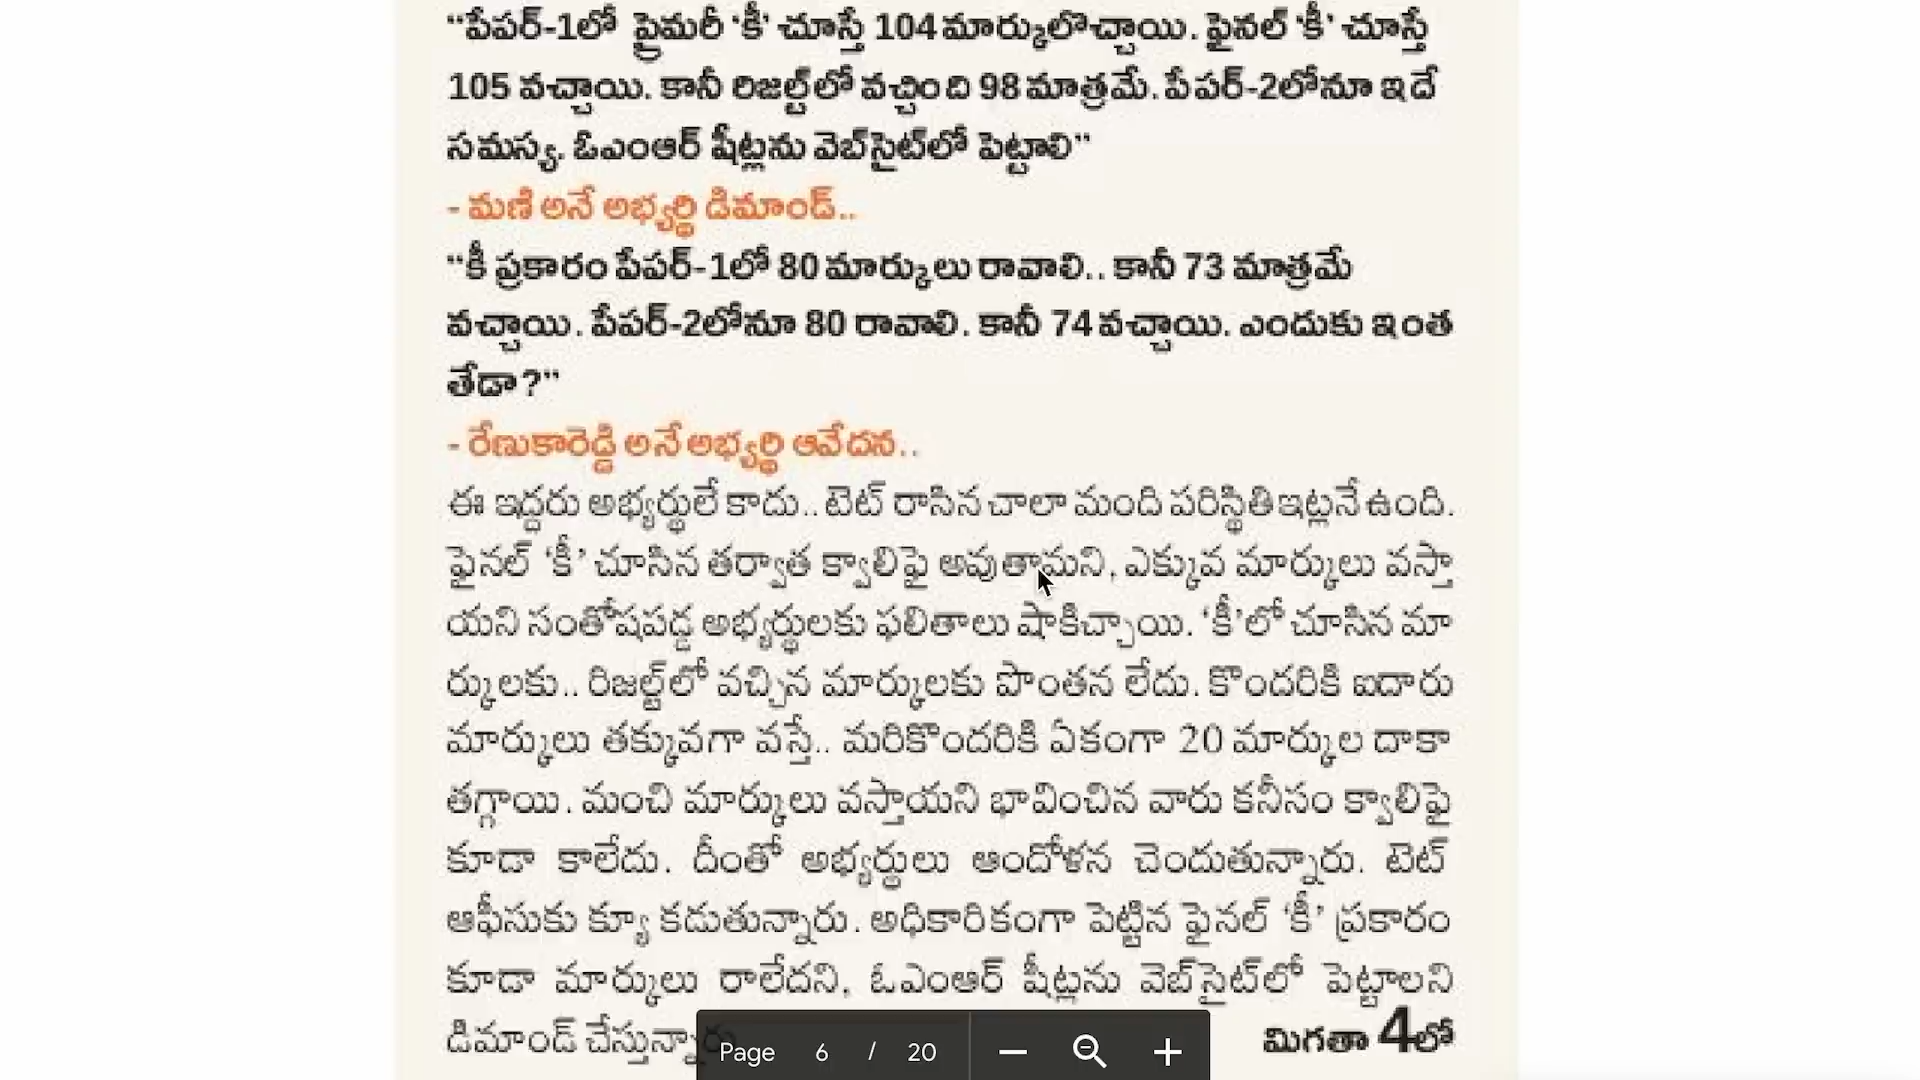 “పేపర్-1లో ప్రైమరీ ‘కీ’ చూస్తే 104 మార్కులొచ్చాయి. ఫైనల్ ‘కీ’ చూస్తే
105 వచ్చాయి. కానీ రిజల్ట్‌లో వచ్చింది 98 మాత్రమే. పేపర్-2లోనూ ఇదే
సమస్య. ఓఎంఆర్ షీట్లను వెబ్‌సైట్‌లో పెట్టాలి”
- మణి అనే అభ్యర్థి డిమాండ్..
“కీ ప్రకారం పేపర్-1లో 80 మార్కులు రావాలి.. కానీ 73 మాత్రమే
వచ్చాయి. పేపర్-2లోనూ 80 రావాలి. కానీ 74 వచ్చాయి. ఎందుకు ఇంత
తేడా?”
- రేణుకారెడ్డి అనే అభ్యర్థి ఆవేదన..
ఈ ఇద్దరు అభ్యర్థులే కాదు.. టెట్ రాసిన చాలా మంది పరిస్థితి ఇట్లనే ఉంది.
ఫైనల్ ‘కీ’ చూసిన తర్వాత క్వాలిఫై అవుతామని, ఎక్కువ మార్కులు వస్తా
యని సంతోషపడ్డ అభ్యర్థులకు ఫలితాలు షాకిచ్చాయి. ‘కీ’లో చూసిన మా
ర్కులకు.. రిజల్ట్‌లో వచ్చిన మార్కులకు పొంతన లేదు. కొందరికి ఐదారు
మార్కులు తక్కువగా వస్తే.. మరికొందరికి ఏకంగా 20 మార్కుల దాకా
తగ్గాయి. మంచి మార్కులు వస్తాయని భావించిన వారు కనీసం క్వాలిఫై
కూడా కాలేదు. దీంతో అభ్యర్థులు ఆందోళన చెందుతున్నారు. టెట్
ఆఫీసుకు క్యూ కడుతున్నారు. అధికారికంగా పెట్టిన ఫైనల్ ‘కీ’ ప్రకారం
కూడా మార్కులు రాలేదని, ఓఎంఆర్ షీట్లను వెబ్‌సైట్‌లో పెట్టాలని
డిమాండ్ చేస్తున్నారు మిగతా 4లో
Page 6 / 20